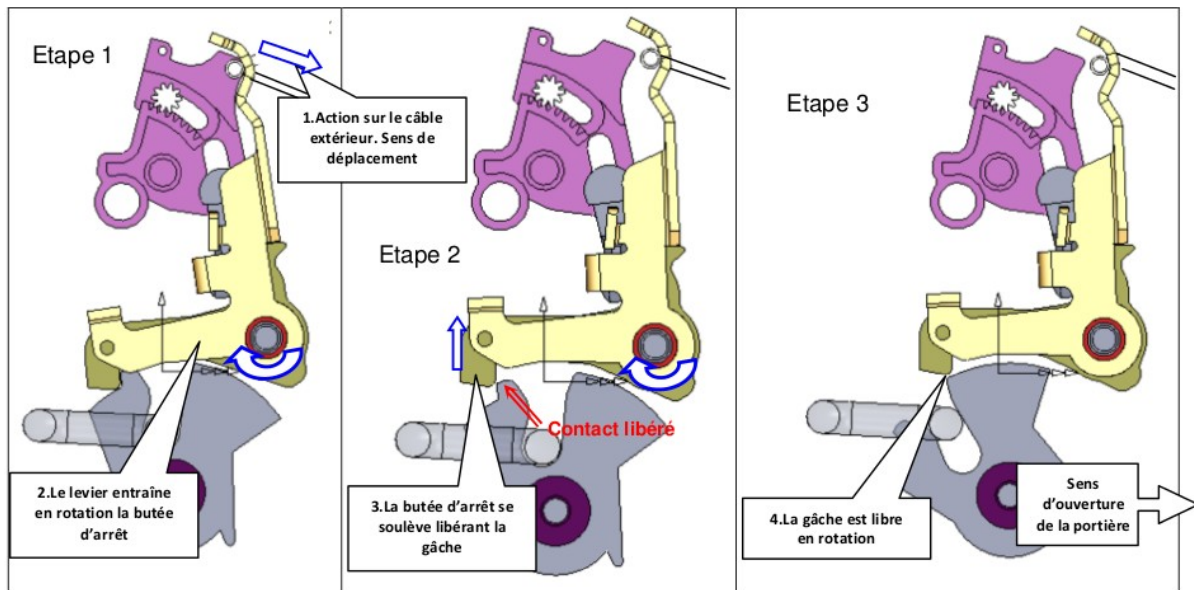 Etape 1
1.Action sur le câble
extérieur. Sens de
déplacement
2.Le levier entraîne
en rotation la butée
d'arrêt
Etape 2
Contact libéré
3.La butée d'arrêt se
soulève libérant la
gâche
Etape 3
4.La gâche est libre
en rotation
Sens
d'ouverture
de la portière